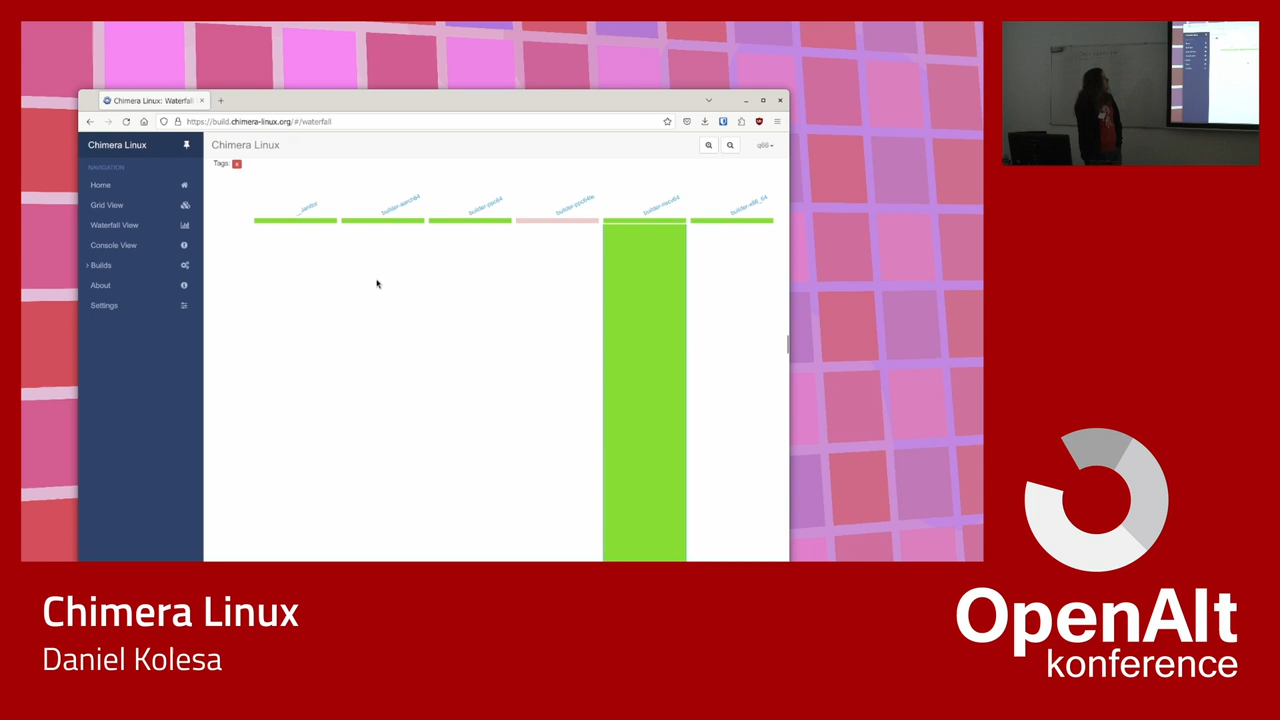 Chimera Linux: Waterfall
https://build.chimera-linux.org/#/waterfall
Chimera Linux
Chimera Linux
q66
Tags:
NAVIGATION
Home
Grid View
Waterfall View
Console View
Builds
About
Settings
__Janitor
builder-aarch64
builder-ppc64
builder-ppc64le
builder-riscv64
builder-x86_64
Chimera Linux
Daniel Kolesa
OpenAlt
konference